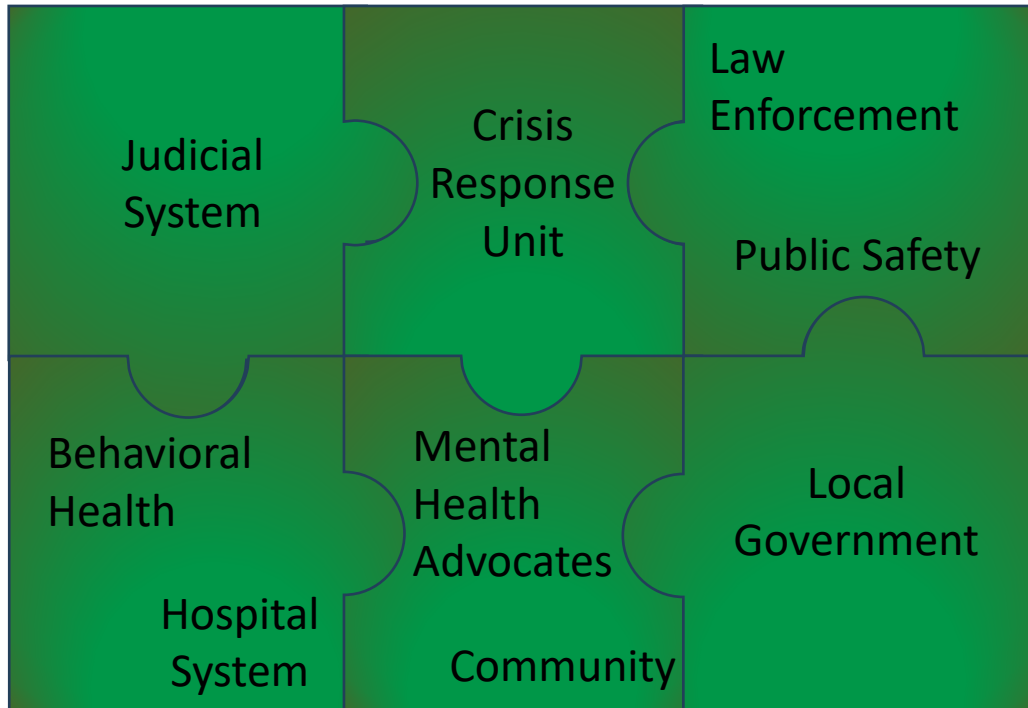 Judicial
System
Crisis
Response
Unit
Law
Enforcement
Public Safety
Behavioral
Health
Hospital
System
Mental
Health
Advocates
Community
Local
Government